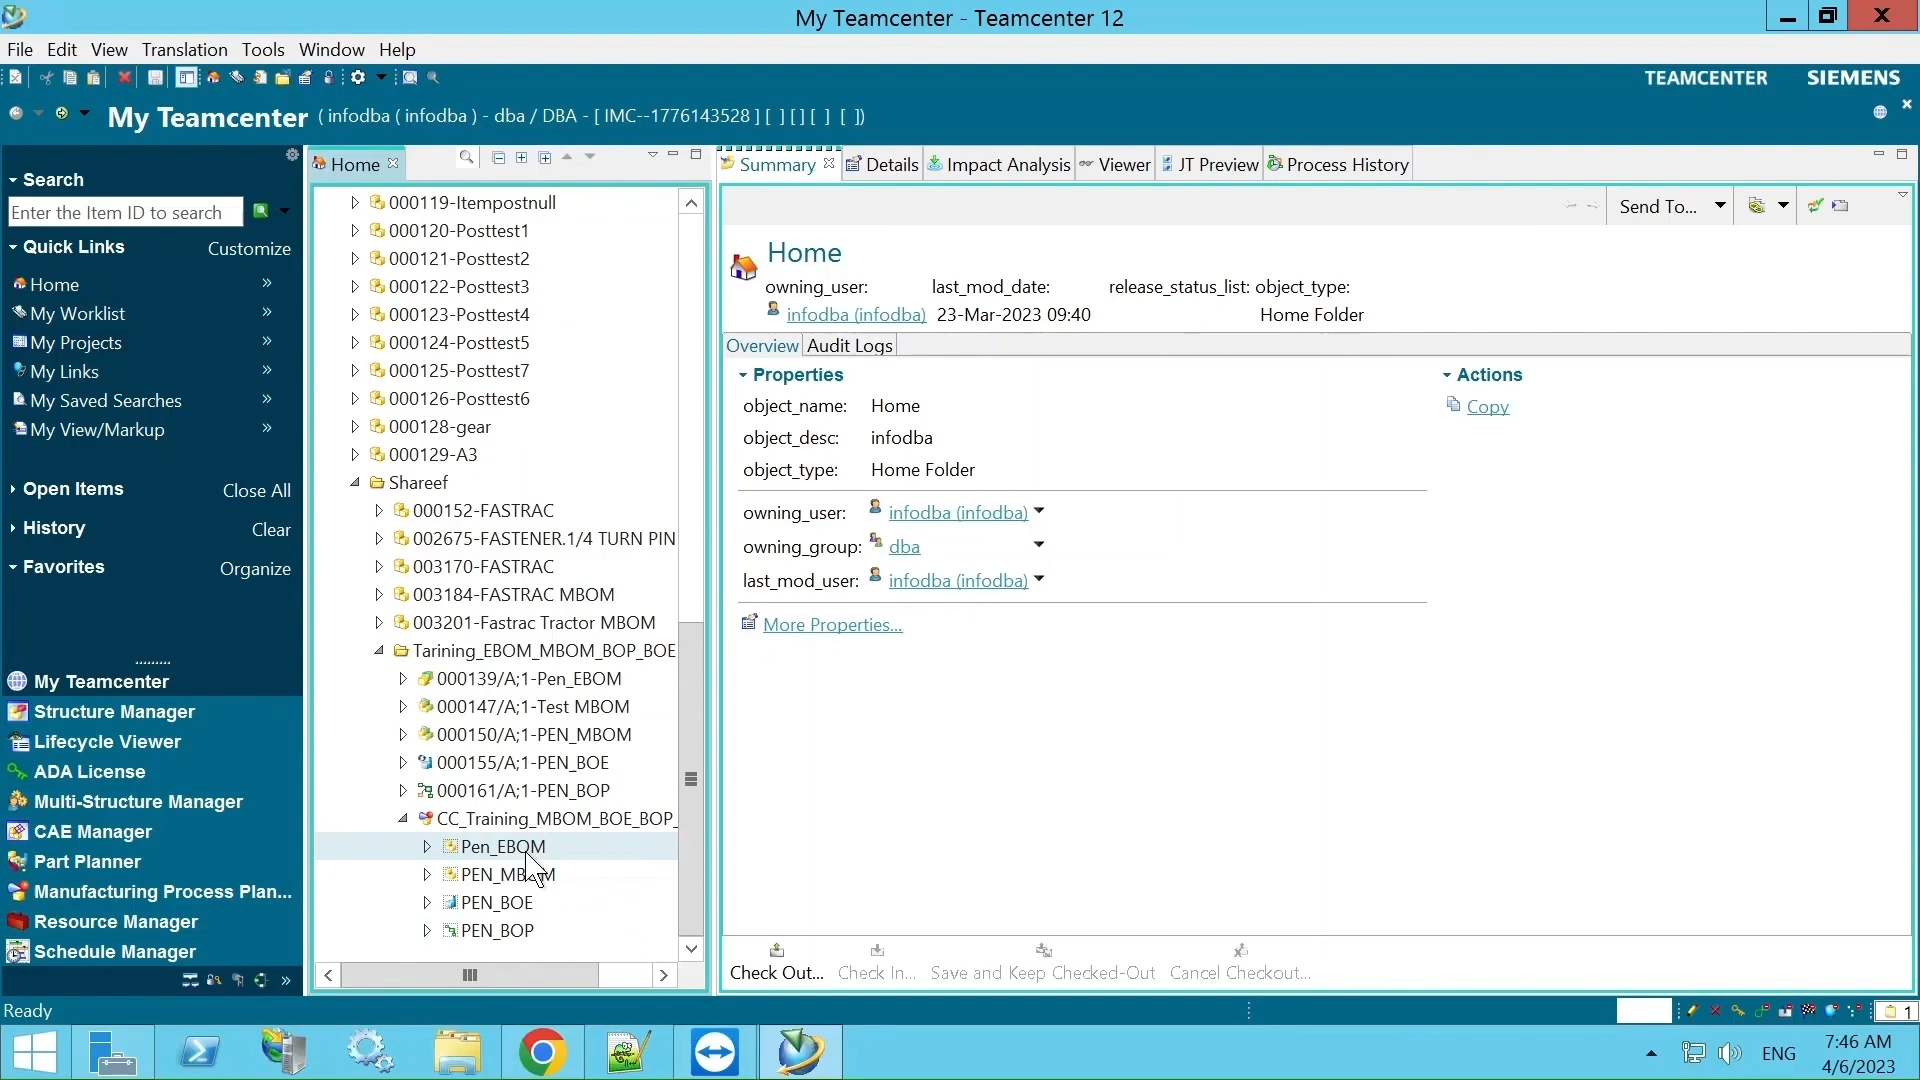 My Teamcenter - Teamcenter 12
File Edit View Translation Tools Window Help
TEAMCENTER SIEMENS
My Teamcenter ( infodba ( infodba ) - dba / DBA - [ IMC--1776143528 ] [ ] [ ] [ ] [ ])
Search
Enter the Item ID to search
Quick Links Customize
Home »
My Worklist »
My Projects »
My Links »
My Saved Searches »
My View/Markup »
Open Items Close All
History Clear
Favorites Organize
My Teamcenter
Structure Manager
Lifecycle Viewer
ADA License
Multi-Structure Manager
CAE Manager
Part Planner
Manufacturing Process Plan...
Resource Manager
Schedule Manager
Home
000119-Itempostnull
000120-Posttest1
000121-Posttest2
000122-Posttest3
000123-Posttest4
000124-Posttest5
000125-Posttest7
000126-Posttest6
000128-gear
000129-A3
Shareef
000152-FASTRAC
002675-FASTENER.1/4 TURN PIN
003170-FASTRAC
003184-FASTRAC MBOM
003201-Fastrac Tractor MBOM
Tarining_EBOM_MBOM_BOP_BOE
000139/A;1-Pen_EBOM
000147/A;1-Test MBOM
000150/A;1-PEN_MBOM
000155/A;1-PEN_BOE
000161/A;1-PEN_BOP
CC_Training_MBOM_BOE_BOP_
Pen_EBOM
PEN_MBOM
PEN_BOE
PEN_BOP
Summary Details Impact Analysis Viewer JT Preview Process History
Send To...
Home
owning_user: last_mod_date: release_status_list: object_type:
infodba (infodba) 23-Mar-2023 09:40 Home Folder
Overview Audit Logs
Properties
object_name: Home
object_desc: infodba
object_type: Home Folder
owning_user: infodba (infodba)
owning_group: dba
last_mod_user: infodba (infodba)
More Properties...
Actions
Copy
Check Out... Check In... Save and Keep Checked-Out Cancel Checkout...
Ready
1
ENG
7:46 AM
4/6/2023